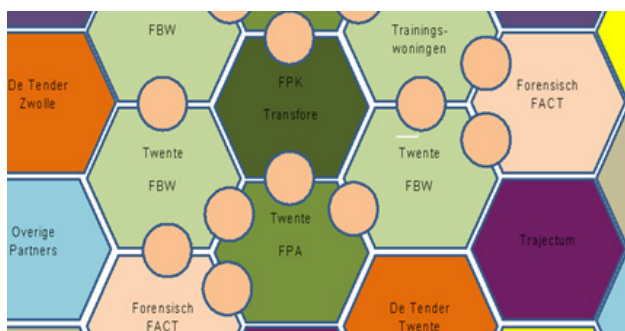 FBW
Trainings-
woningen
De Tender
Zwolle
FPK
Transfore
Forensisch
FACT
Twente
FBW
Twente
FBW
Overige
Partners
Twente
FPA
Trajectum
Forensisch
FACT
De Tender
Twente